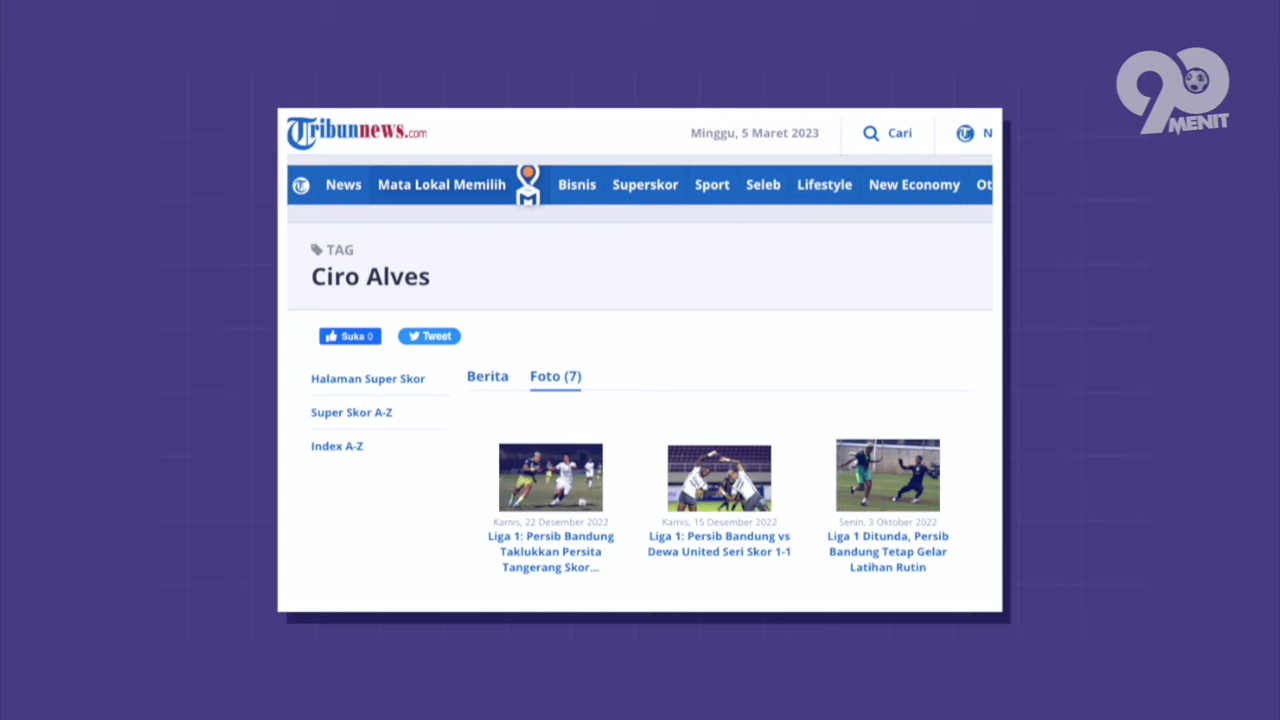 90
MENIT
Tribunnews.com
Minggu, 5 Maret 2023
Cari
N
News
Mata Lokal Memilih
Bisnis
Superskor
Sport
Seleb
Lifestyle
New Economy
Ot
TAG
Ciro Alves
Suka 0
Tweet
Halaman Super Skor
Super Skor A-Z
Index A-Z
Berita
Foto (7)
Kamis, 22 Desember 2022
Liga 1: Persib Bandung
Taklukkan Persita
Tangerang Skor...
Kamis, 15 Desember 2022
Liga 1: Persib Bandung vs
Dewa United Seri Skor 1-1
Senin, 3 Oktober 2022
Liga 1 Ditunda, Persib
Bandung Tetap Gelar
Latihan Rutin